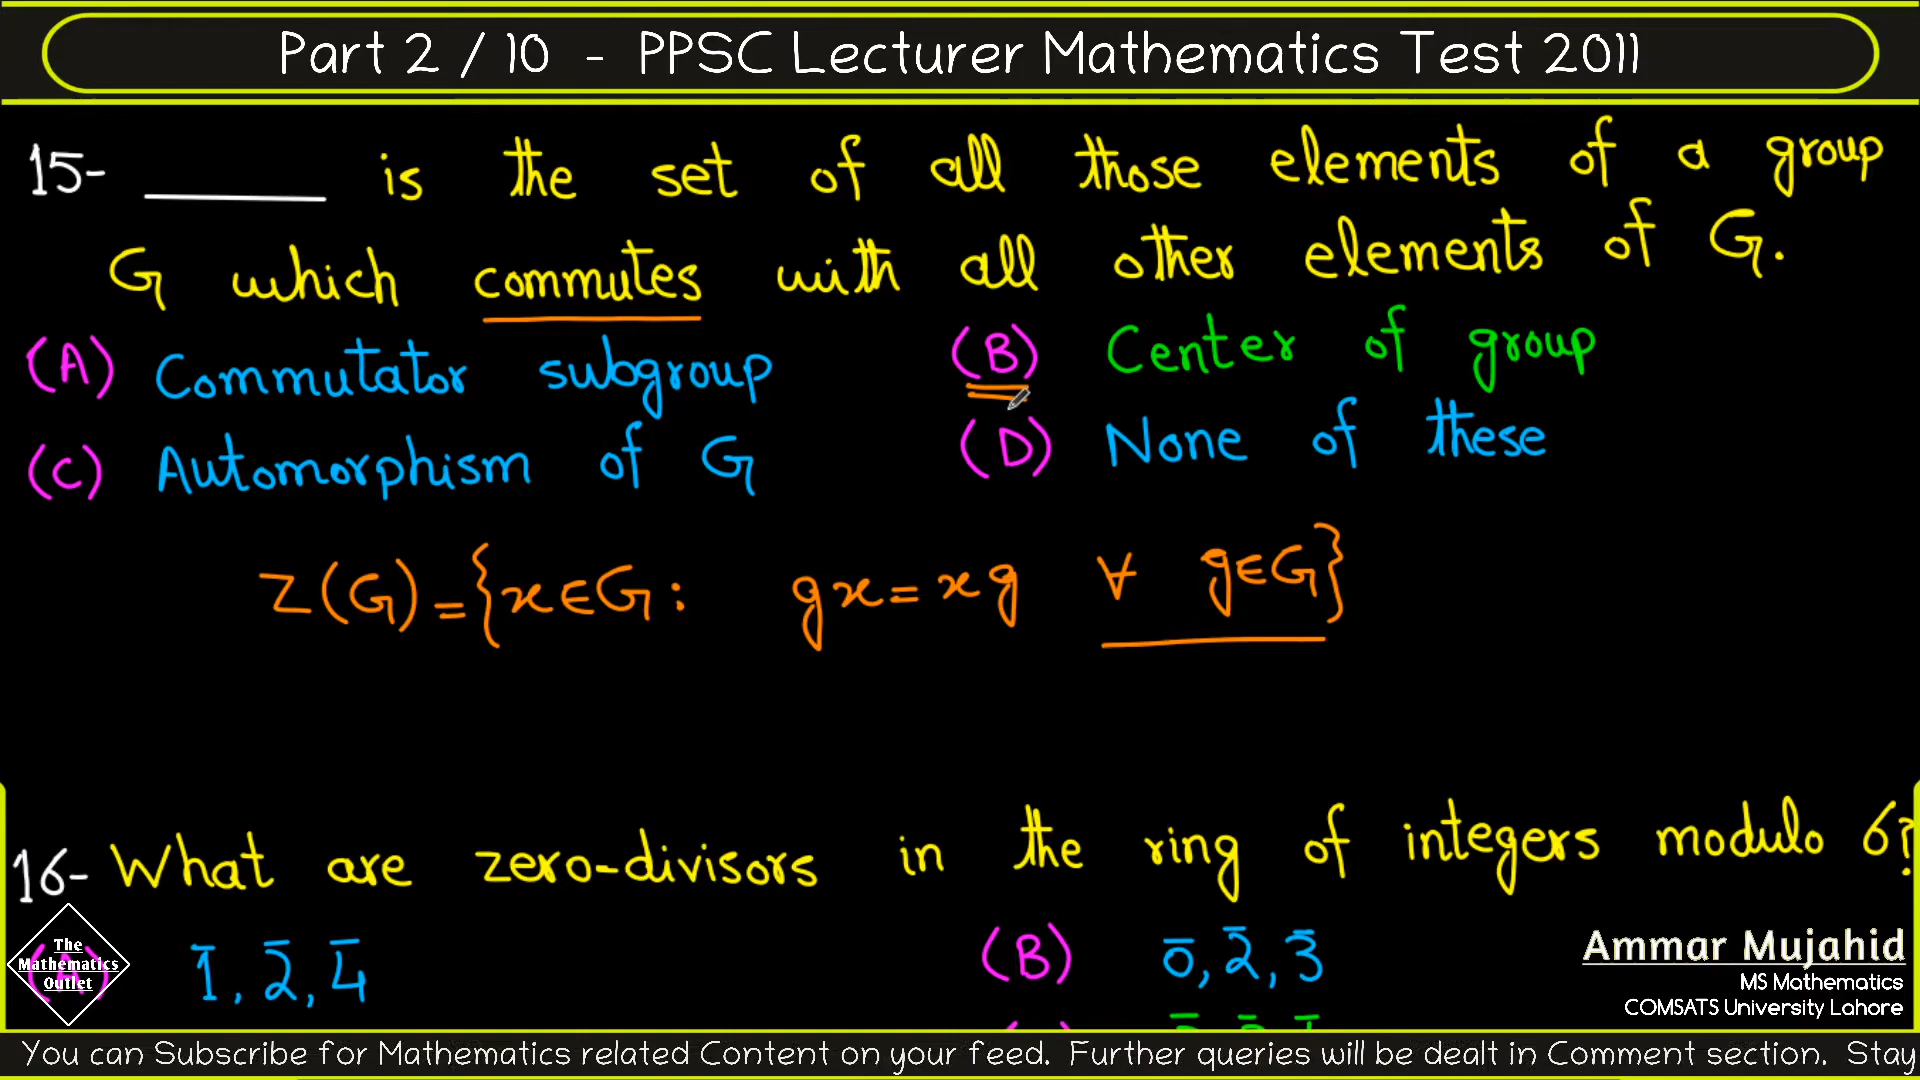 Part 2 / 10 - PPSC Lecturer Mathematics Test 2011
15- ______ is the set of all those elements of a group
G which commutes with all other elements of G.
(A) Commutator subgroup (B) Center of group
(C) Automorphism of G (D) None of these
Z(G) = {x∈G : gx = xg ∀ g∈G}
16- What are zero-divisors in the ring of integers modulo 6?
(A) 1̄, 2̄, 4̄ (B) 0̄, 2̄, 3̄
The
Mathematics
Outlet
Ammar Mujahid
MS Mathematics
COMSATS University Lahore
You can Subscribe for Mathematics related Content on your feed. Further queries will be dealt in Comment section. Stay